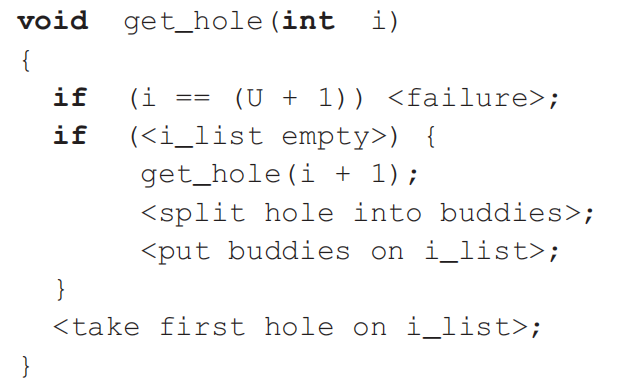 void get_hole(int i)
{
if (i == (U + 1)) <failure>;
if (<i_list empty>) {
get_hole(i + 1);
<split hole into buddies>;
<put buddies on i_list>;
}
<take first hole on i_list>;
}